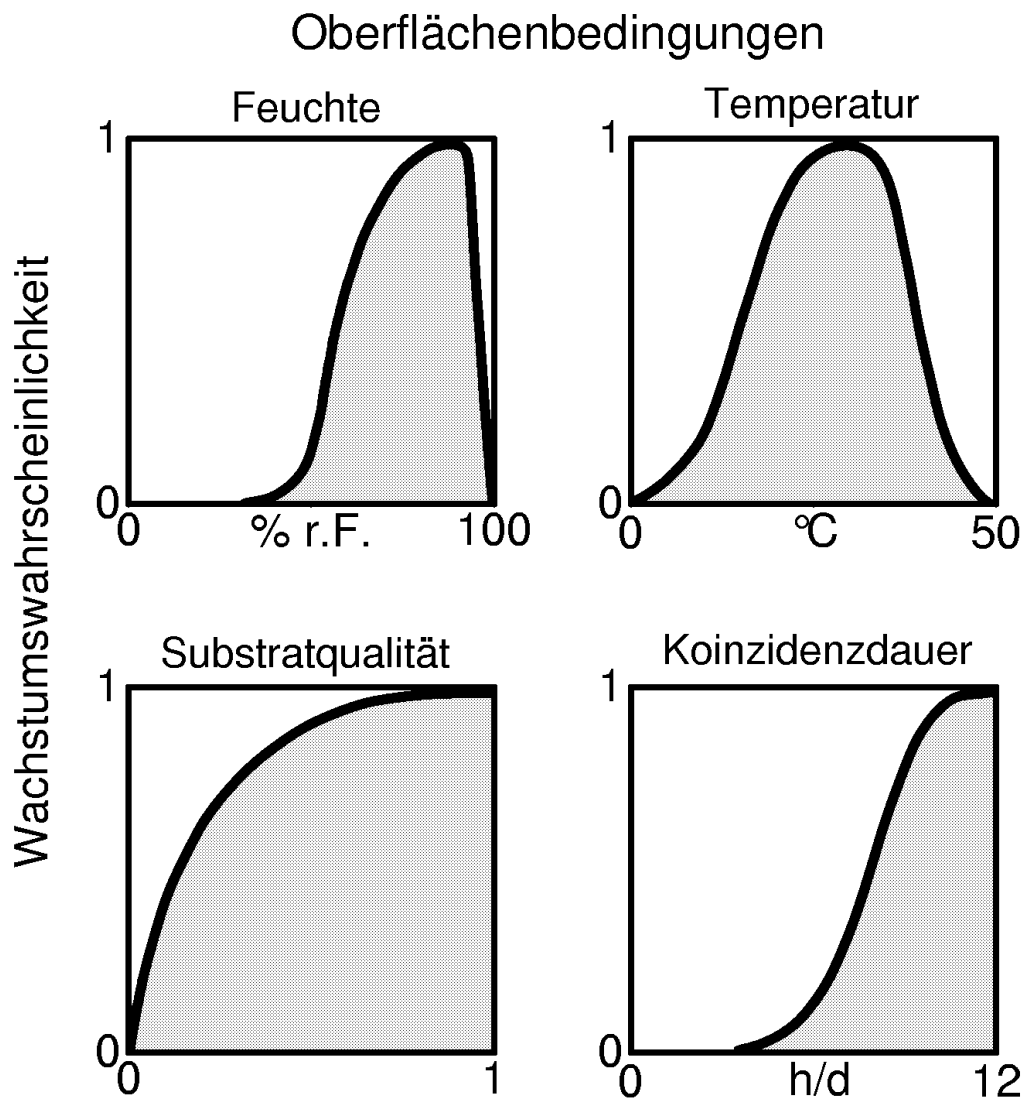 Oberflächenbedingungen
Feuchte
Temperatur
1
1
0
0
0
% r.F.
100
0
°C
50
Wachstumswahrscheinlichkeit
Substratqualität
Koinzidenzdauer
1
1
0
0
0
1
0
h/d
12